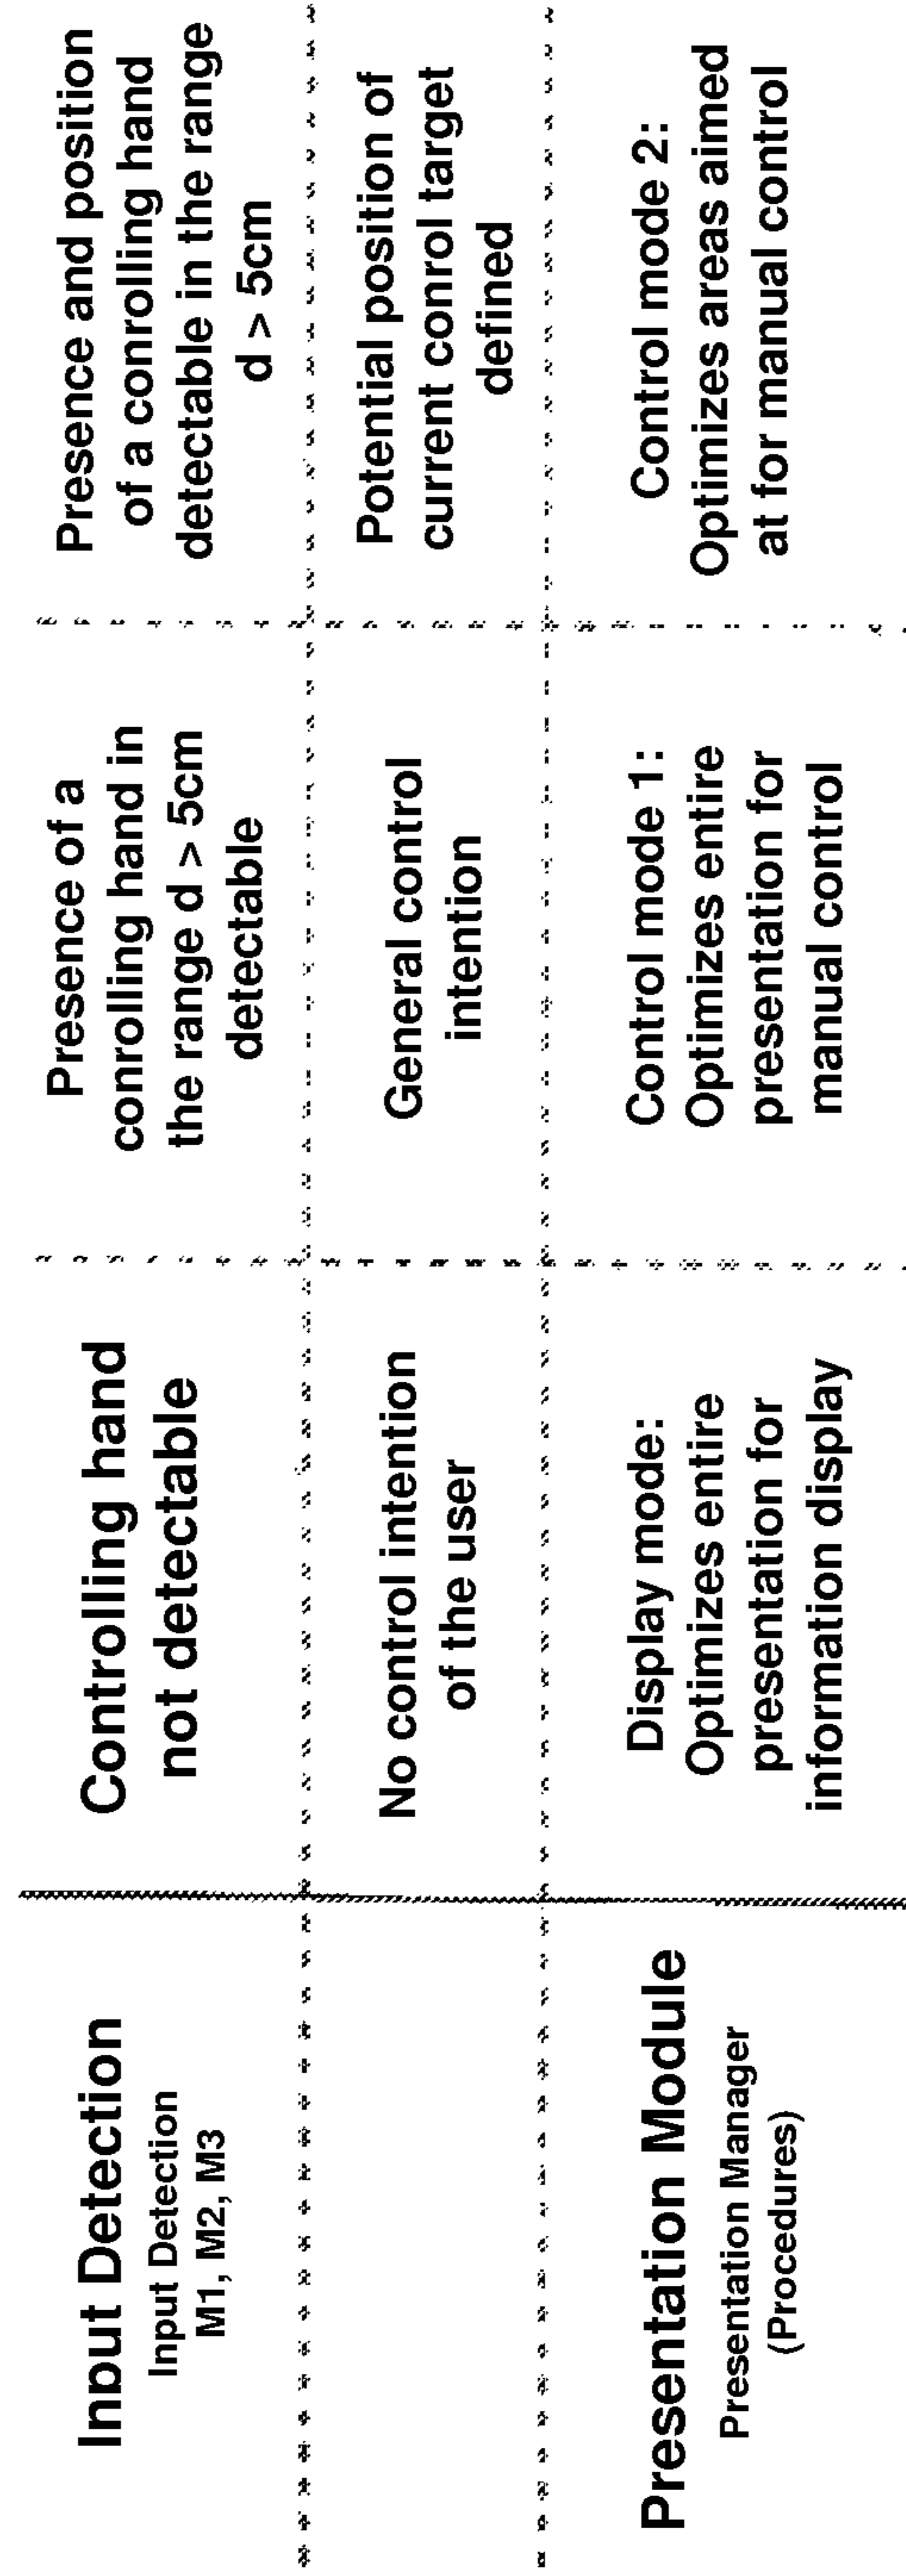 Input Detection
Input Detection
M1, M2, M3
Controlling hand
not detectable
Presence of a
conrolling hand in
the range d > 5cm
detectable
Presence and position
of a conrolling hand
detectable in the range
d > 5cm
No control intention
of the user
General control
intention
Potential position of
current conrol target
defined
Presentation Module
Presentation Manager
(Procedures)
Display mode:
Optimizes entire
presentation for
information display
Control mode 1:
Optimizes entire
presentation for
manual control
Control mode 2:
Optimizes areas aimed
at for manual control